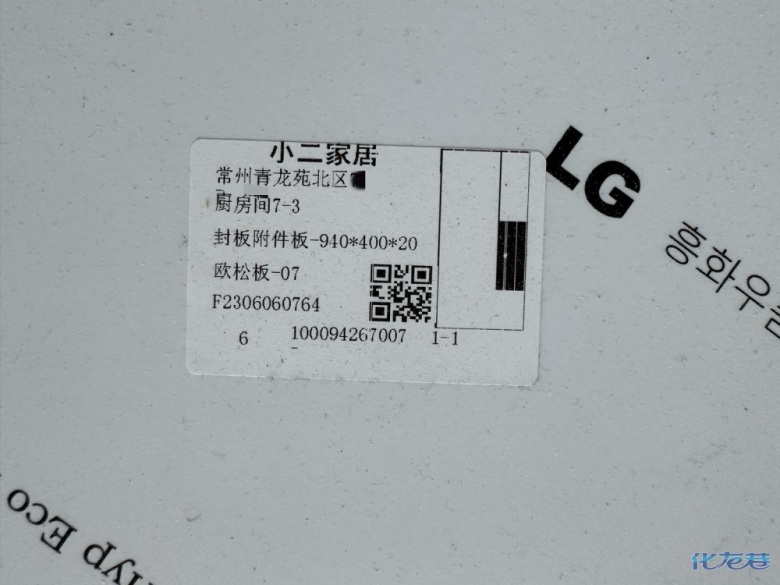 小二家居
常州青龙苑北区
厨房间7-3
封板附件板-940*400*20
欧松板-07
F2306060764
6 100094267007 1-1
LG
흥화우
Hyp Eco
化龙巷